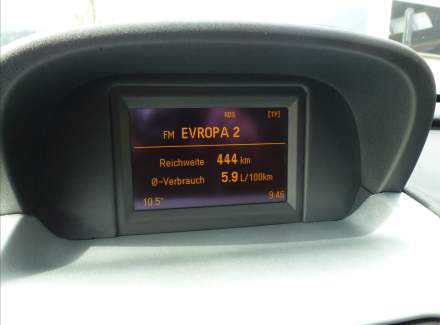 RDS [TP]
FM EVROPA 2
Reichweite 444 km
Ø-Verbrauch 5.9 L/100km
10.5° 9:46